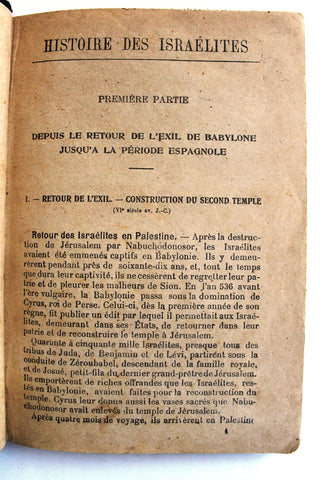 HISTOIRE DES ISRAÉLITES
PREMIÈRE PARTIE
DEPUIS LE RETOUR DE L'EXIL DE BABYLONE
JUSQU'A LA PÉRIODE ESPAGNOLE
I. — RETOUR DE L'EXIL. — CONSTRUCTION DU SECOND TEMPLE
(VIe siècle av. J.-C.)
Retour des Israélites en Palestine. — Après la destruc-
tion de Jérusalem par Nabuchodonosor, les Israélites
avaient été emmenés captifs en Babylonie. Ils y demeu-
rèrent pendant près de soixante-dix ans, et, tout le temps
que dura leur captivité, ils ne cessèrent de regretter leur pa-
trie et de pleurer les malheurs de Sion. En l'an 536 avant
l'ère vulgaire, la Babylonie passa sous la domination de
Cyrus, roi de Perse. Celui-ci, dès la première année de son
règne, fit publier un édit par lequel il permettait aux Israé-
lites, demeurant dans ses États, de retourner dans leur
patrie et de reconstruire le temple à Jérusalem.
Quarante à cinquante mille Israélites, presque tous des
tribus de Juda, de Benjamin et de Lévi, partirent sous la
conduite de Zéroubabel, descendant de la famille royale,
et de Josué, petit-fils du dernier grand-prêtre de Jérusalem.
Ils emportèrent de riches offrandes que les Israélites, res-
tés en Babylonie, avaient faites pour la reconstruction du
temple. Cyrus leur donna aussi les vases sacrés que Nabu-
chodonosor avait enlevés du temple de Jérusalem.
Après quatre mois de voyage, ils arrivèrent en Palestine
1